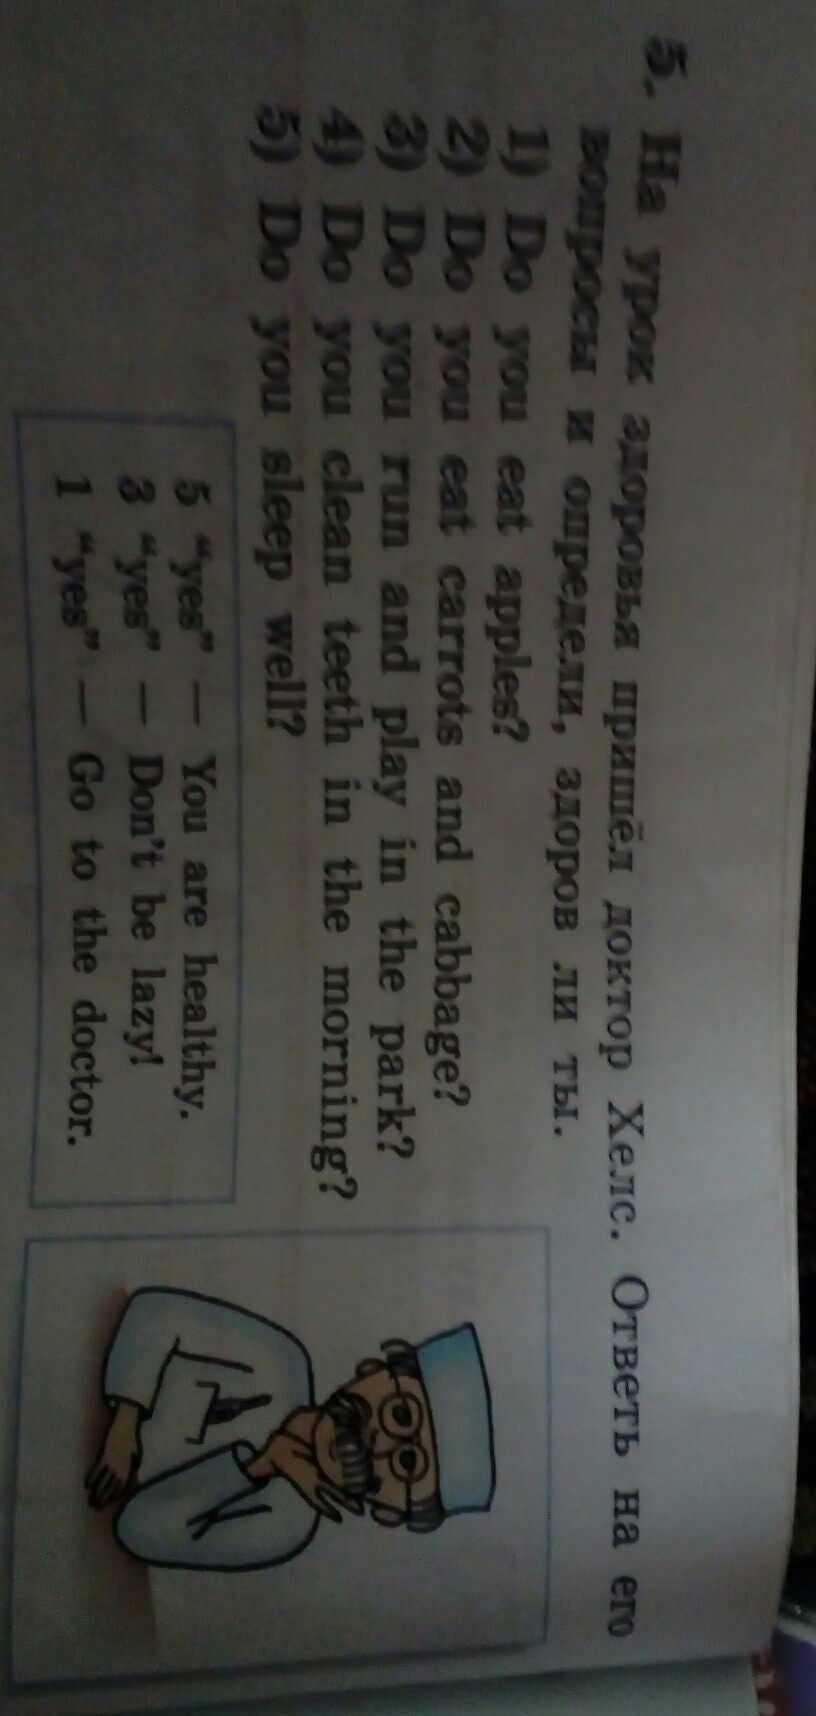 5. На урок здоровья пришёл доктор Хелс. Ответь на его
вопросы и определи, здоров ли ты.
1) Do you eat apples?
2) Do you eat carrots and cabbage?
3) Do you run and play in the park?
4) Do you clean teeth in the morning?
5) Do you sleep well?
5 “yes” — You are healthy.
3 “yes” — Don’t be lazy!
1 “yes” — Go to the doctor.